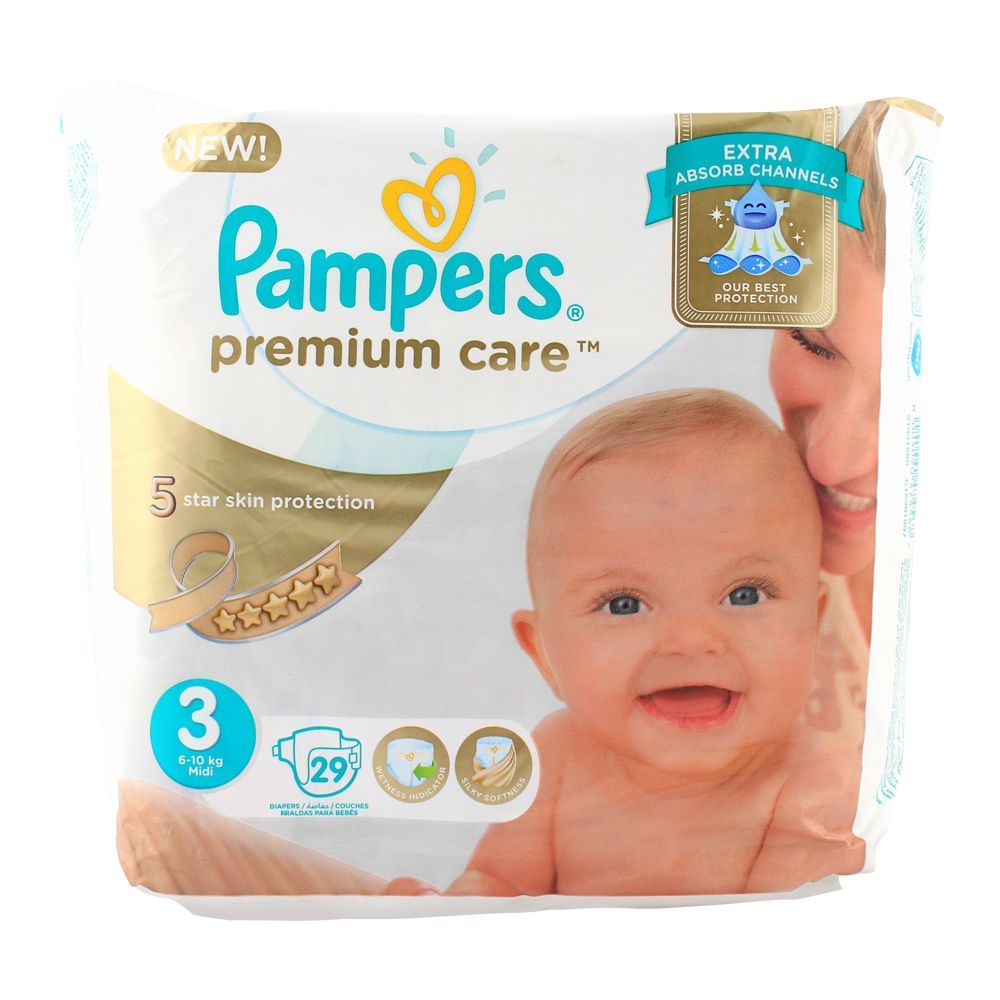 NEW!
Pampers®
premium care™
EXTRA
ABSORB CHANNELS
OUR BEST
PROTECTION
5 star skin protection
3
6-10 kg
Midi
29
DIAPERS / حفاضة / COUCHES
FRALDAS PARA BEBÉS
WETNESS INDICATOR
SILKY SOFTNESS
P&G